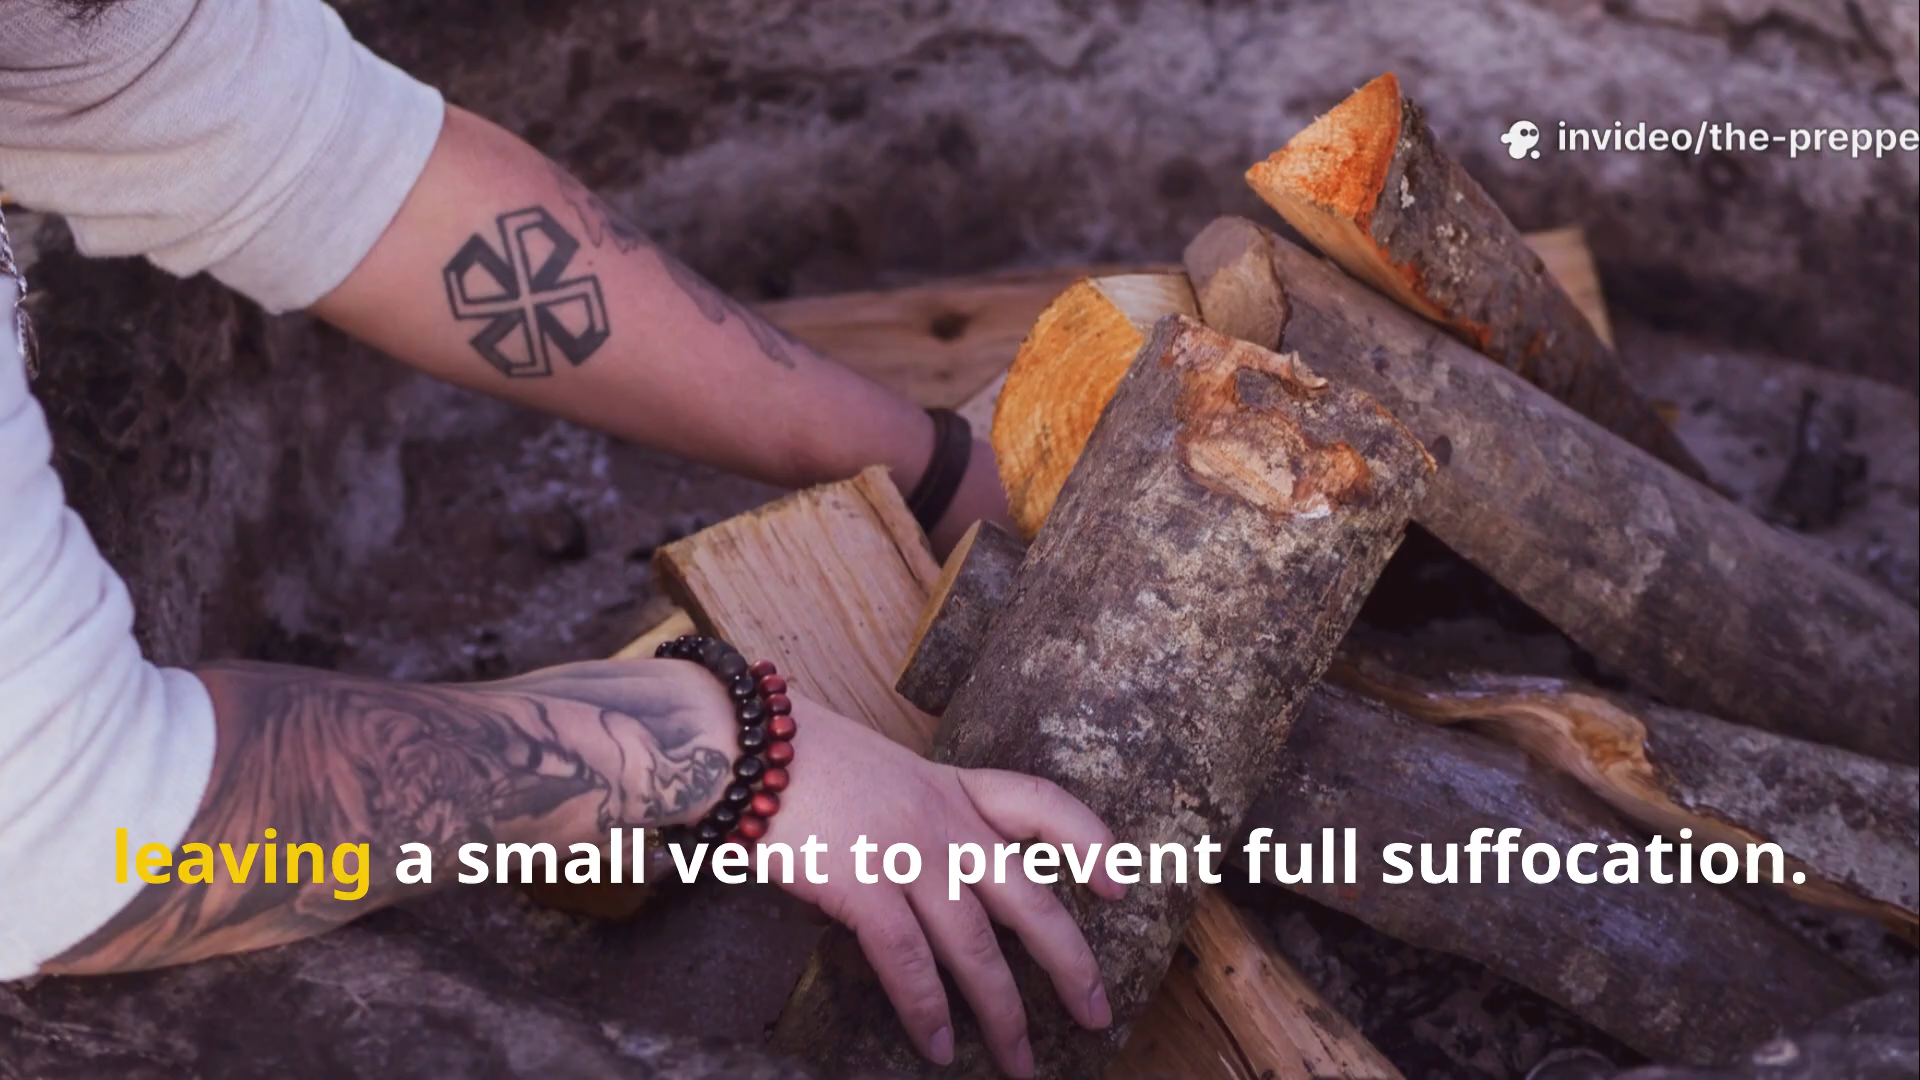 invideo/the-preppe
leaving a small vent to prevent full suffocation.